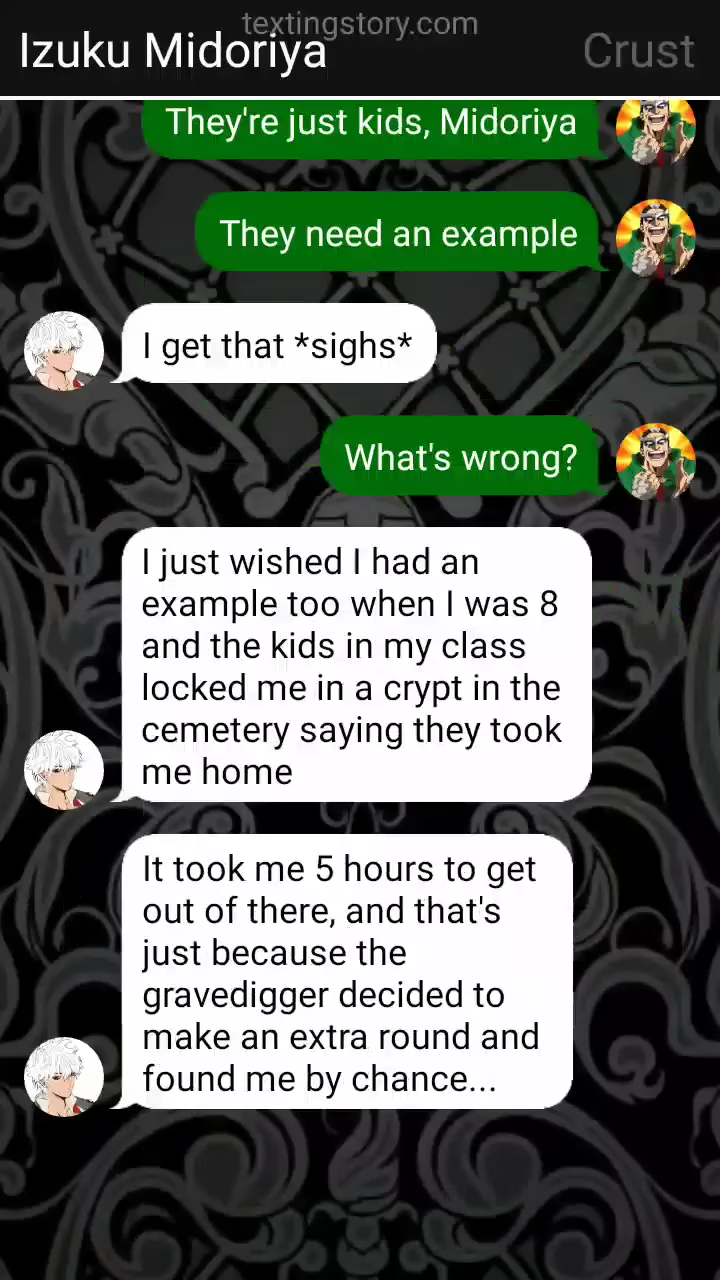 textingstory.com
Izuku Midoriya
Crust
They're just kids, Midoriya
They need an example
I get that *sighs*
What's wrong?
I just wished I had an
example too when I was 8
and the kids in my class
locked me in a crypt in the
cemetery saying they took
me home
It took me 5 hours to get
out of there, and that's
just because the
gravedigger decided to
make an extra round and
found me by chance...